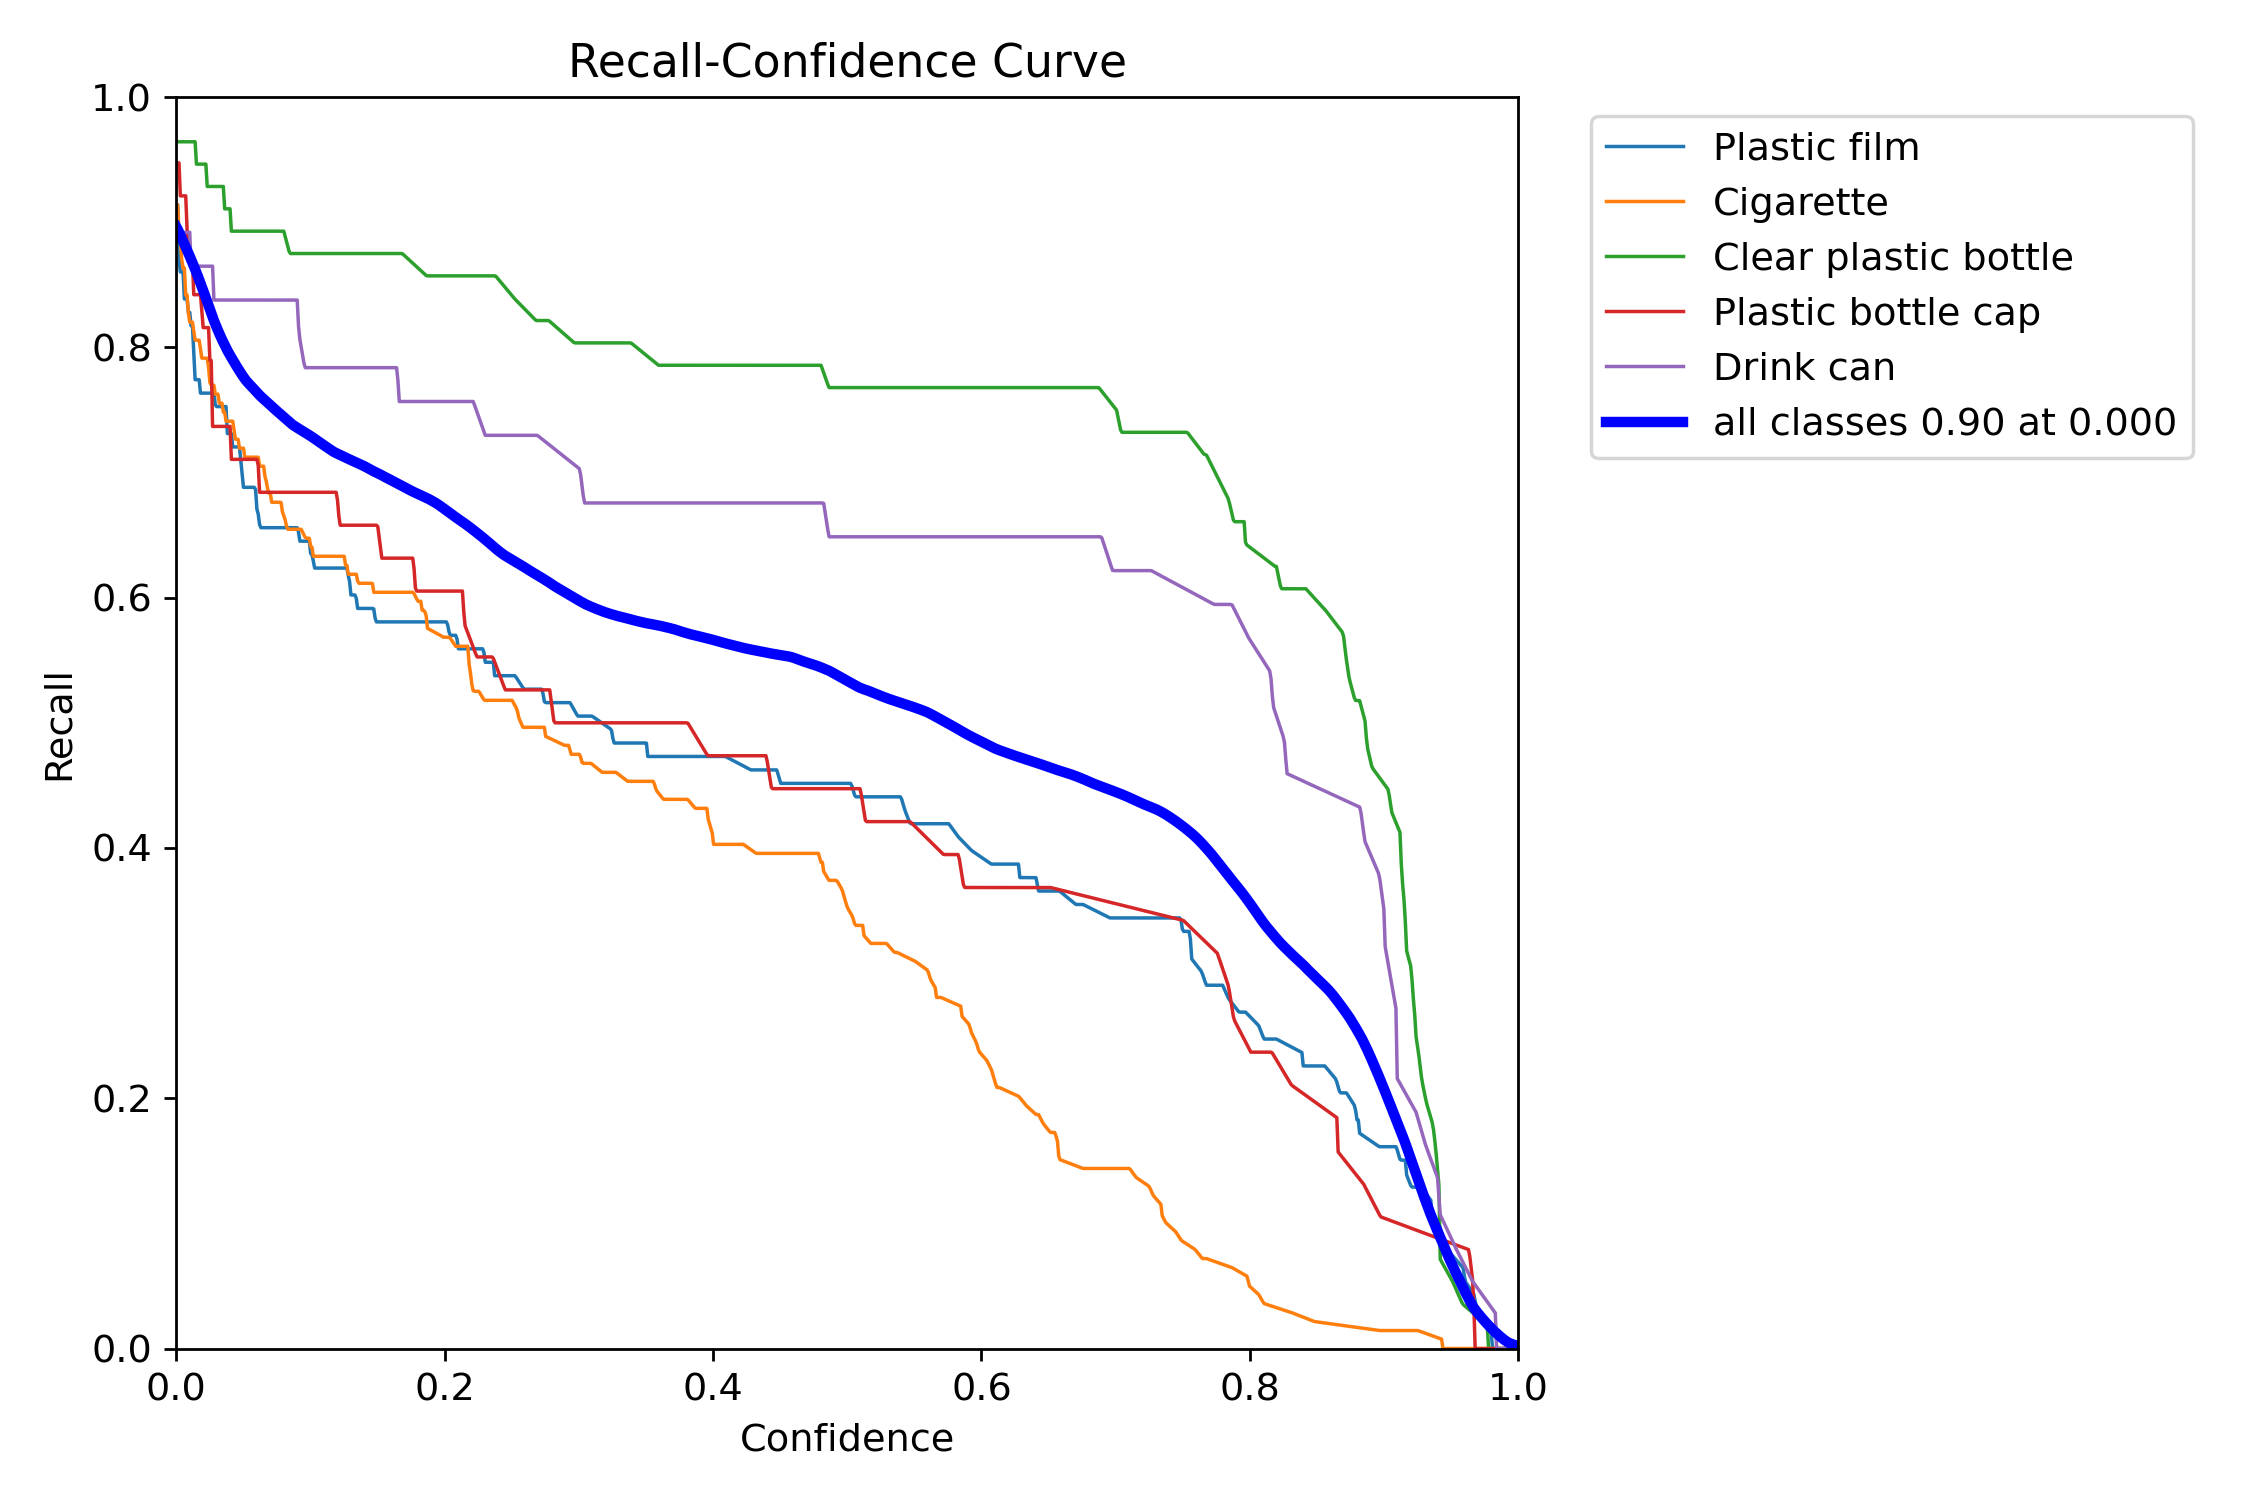 Recall-Confidence Curve
1.0
0.8
0.6
0.4
0.2
0.0
Recall
0.0 0.2 0.4 0.6 0.8 1.0
Confidence
Plastic film
Cigarette
Clear plastic bottle
Plastic bottle cap
Drink can
all classes 0.90 at 0.000